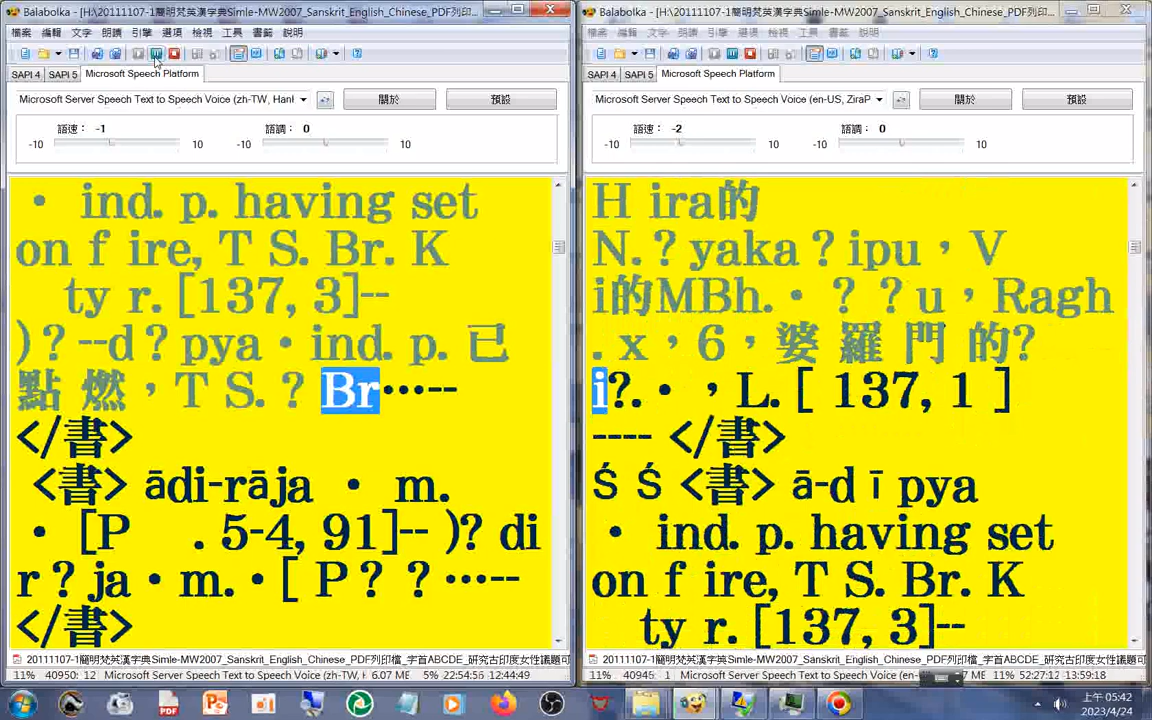 Balabolka - [H:\20111107-1簡明梵英漢字典Simle-MW2007_Sanskrit_English_Chinese_PDF列印...
檔案 編輯 文字 朗讀 引擎 選項 檢視 工具 書籤 說明
SAPI 4 SAPI 5 Microsoft Speech Platform
Microsoft Server Speech Text to Speech Voice (zh-TW, Hanl
關於 預設
語速： -1 語調： 0
-10 10 -10 10
• ind. p. having set
on f ire, T S. Br. K
ty r. [137, 3]--
)？--d？pya•ind. p. 已
點 燃，T S.？Br…--
</書>
<書> ādi-rāja • m.
• [P . 5-4, 91]-- )? di
r？ja•m.•[ P？？…--
</書>
20111107-1簡明梵英漢字典Simle-MW2007_Sanskrit_English_Chinese_PDF列印檔_字首ABCDE_研究古印度女性議題可
11% 40950: 12 Microsoft Server Speech Text to Speech Voice (zh-TW, H 6.07 MB 5% 22:54:56 12:44:49
Balabolka - [H:\20111107-1簡明梵英漢字典Simle-MW2007_Sanskrit_English_Chinese_PDF列印...
檔案 編輯 文字 朗讀 引擎 選項 檢視 工具 書籤 說明
SAPI 4 SAPI 5 Microsoft Speech Platform
Microsoft Server Speech Text to Speech Voice (en-US, ZiraP
關於 預設
語速： -2 語調： 0
-10 10 -10 10
H ira的
N.？yaka？ipu，V
i的MBh.•？？u，Ragh
. x，6，婆 羅 門 的?
i?.•，L. [ 137, 1 ]
---- </書>
Ś Ś <書> ā-d ī pya
• ind. p. having set
on f ire, T S. Br. K
ty r. [137, 3]--
20111107-1簡明梵英漢字典Simle-MW2007_Sanskrit_English_Chinese_PDF列印檔_字首ABCDE_研究古印度女性議題可
11% 40945: 1 Microsoft Server Speech Text to Speech Voice 11% 52:27:12 13:59:18
PDF
上午 05:42
2023/4/24